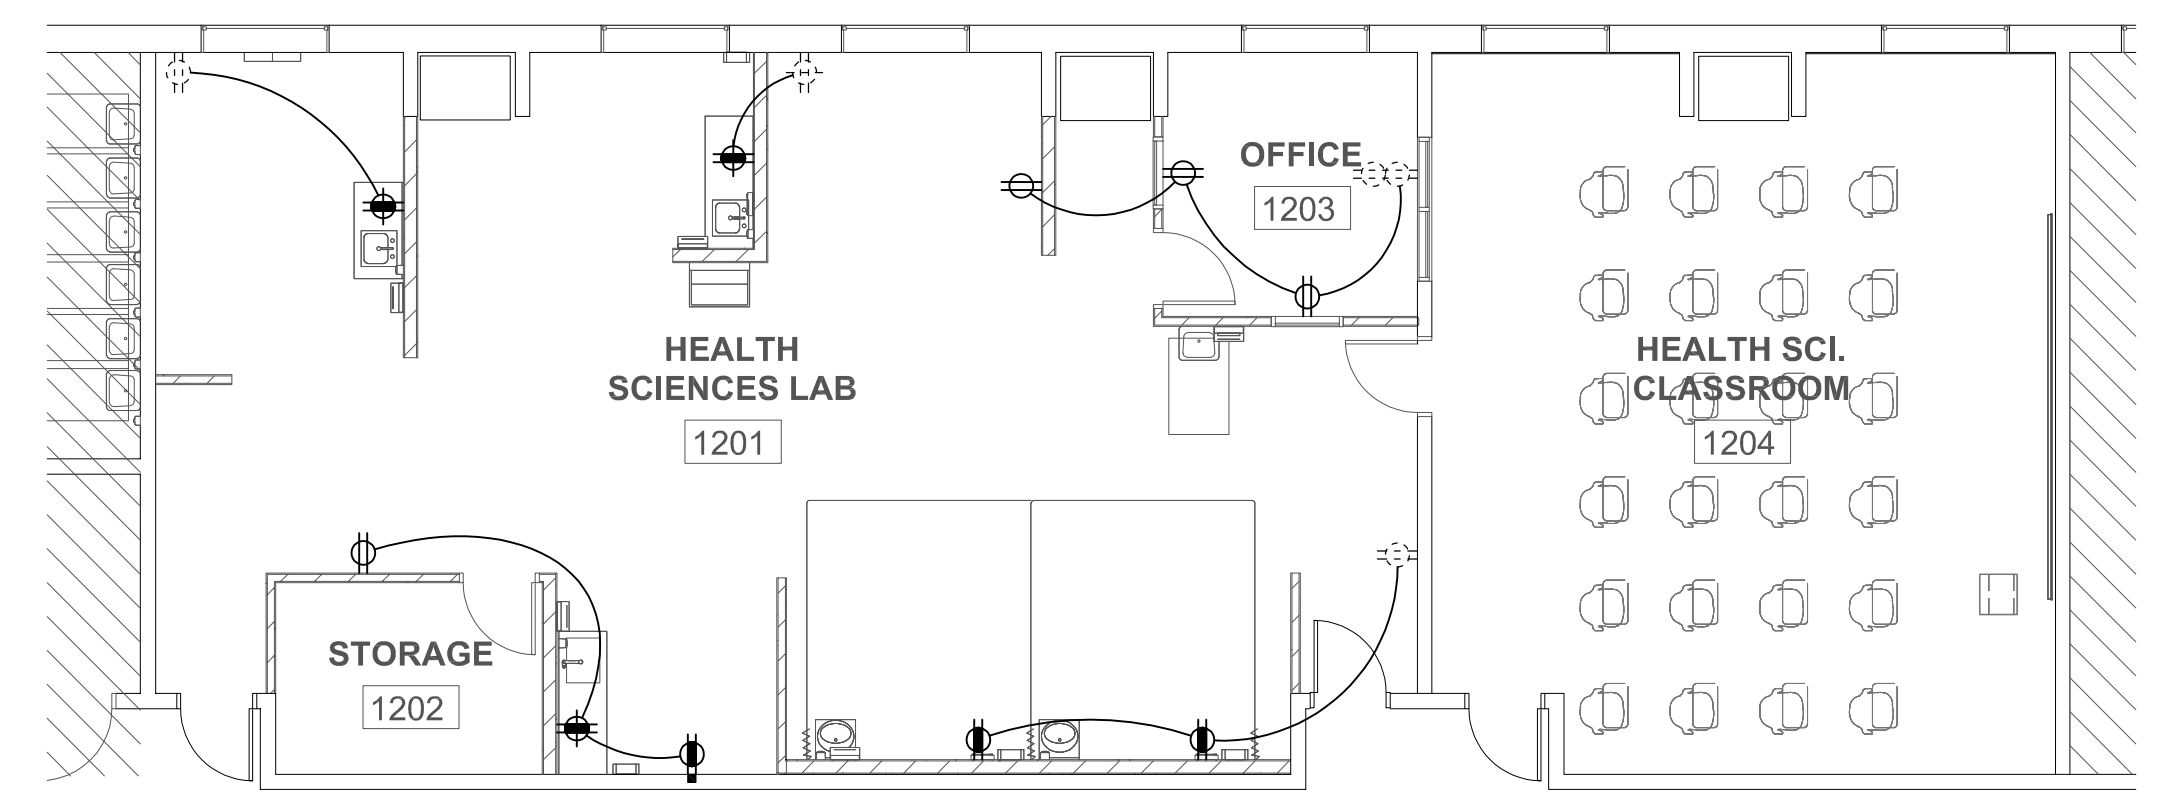 OFFICE
1203
HEALTH
SCIENCES LAB
1201
HEALTH SCI.
CLASSROOM
1204
STORAGE
1202